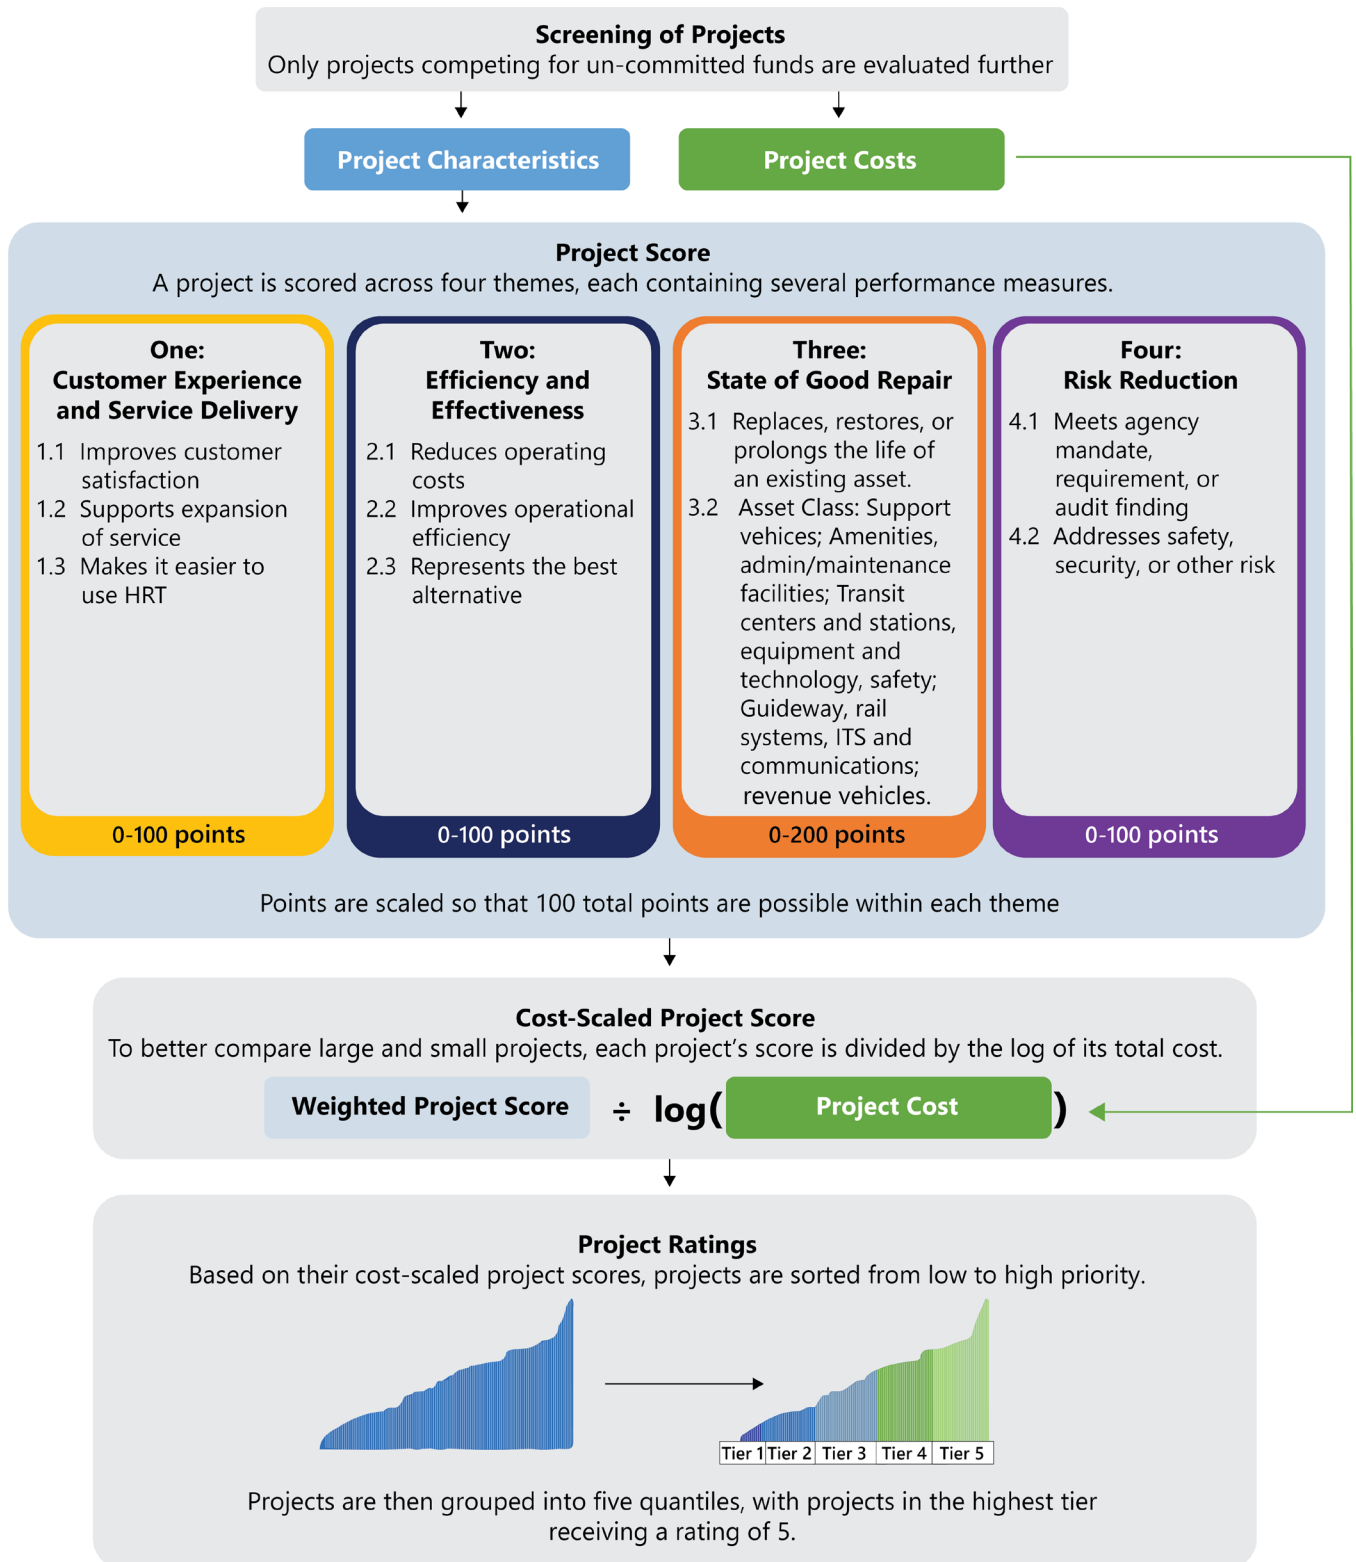 Screening of Projects
Only projects competing for un-committed funds are evaluated further
Project Characteristics
Project Costs
Project Score
A project is scored across four themes, each containing several performance measures.
One:
Customer Experience
and Service Delivery
1.1 Improves customer
satisfaction
1.2 Supports expansion
of service
1.3 Makes it easier to
use HRT
0-100 points
Two:
Efficiency and
Effectiveness
2.1 Reduces operating
costs
2.2 Improves operational
efficiency
2.3 Represents the best
alternative
0-100 points
Three:
State of Good Repair
3.1 Replaces, restores, or
prolongs the life of
an existing asset.
3.2 Asset Class: Support
vehices; Amenities,
admin/maintenance
facilities; Transit
centers and stations,
equipment and
technology, safety;
Guideway, rail
systems, ITS and
communications;
revenue vehicles.
0-200 points
Four:
Risk Reduction
4.1 Meets agency
mandate,
requirement, or
audit finding
4.2 Addresses safety,
security, or other risk
0-100 points
Points are scaled so that 100 total points are possible within each theme
Cost-Scaled Project Score
To better compare large and small projects, each project's score is divided by the log of its total cost.
Weighted Project Score ÷ log( Project Cost )
Project Ratings
Based on their cost-scaled project scores, projects are sorted from low to high priority.
Tier 1 Tier 2 Tier 3 Tier 4 Tier 5
Projects are then grouped into five quantiles, with projects in the highest tier
receiving a rating of 5.